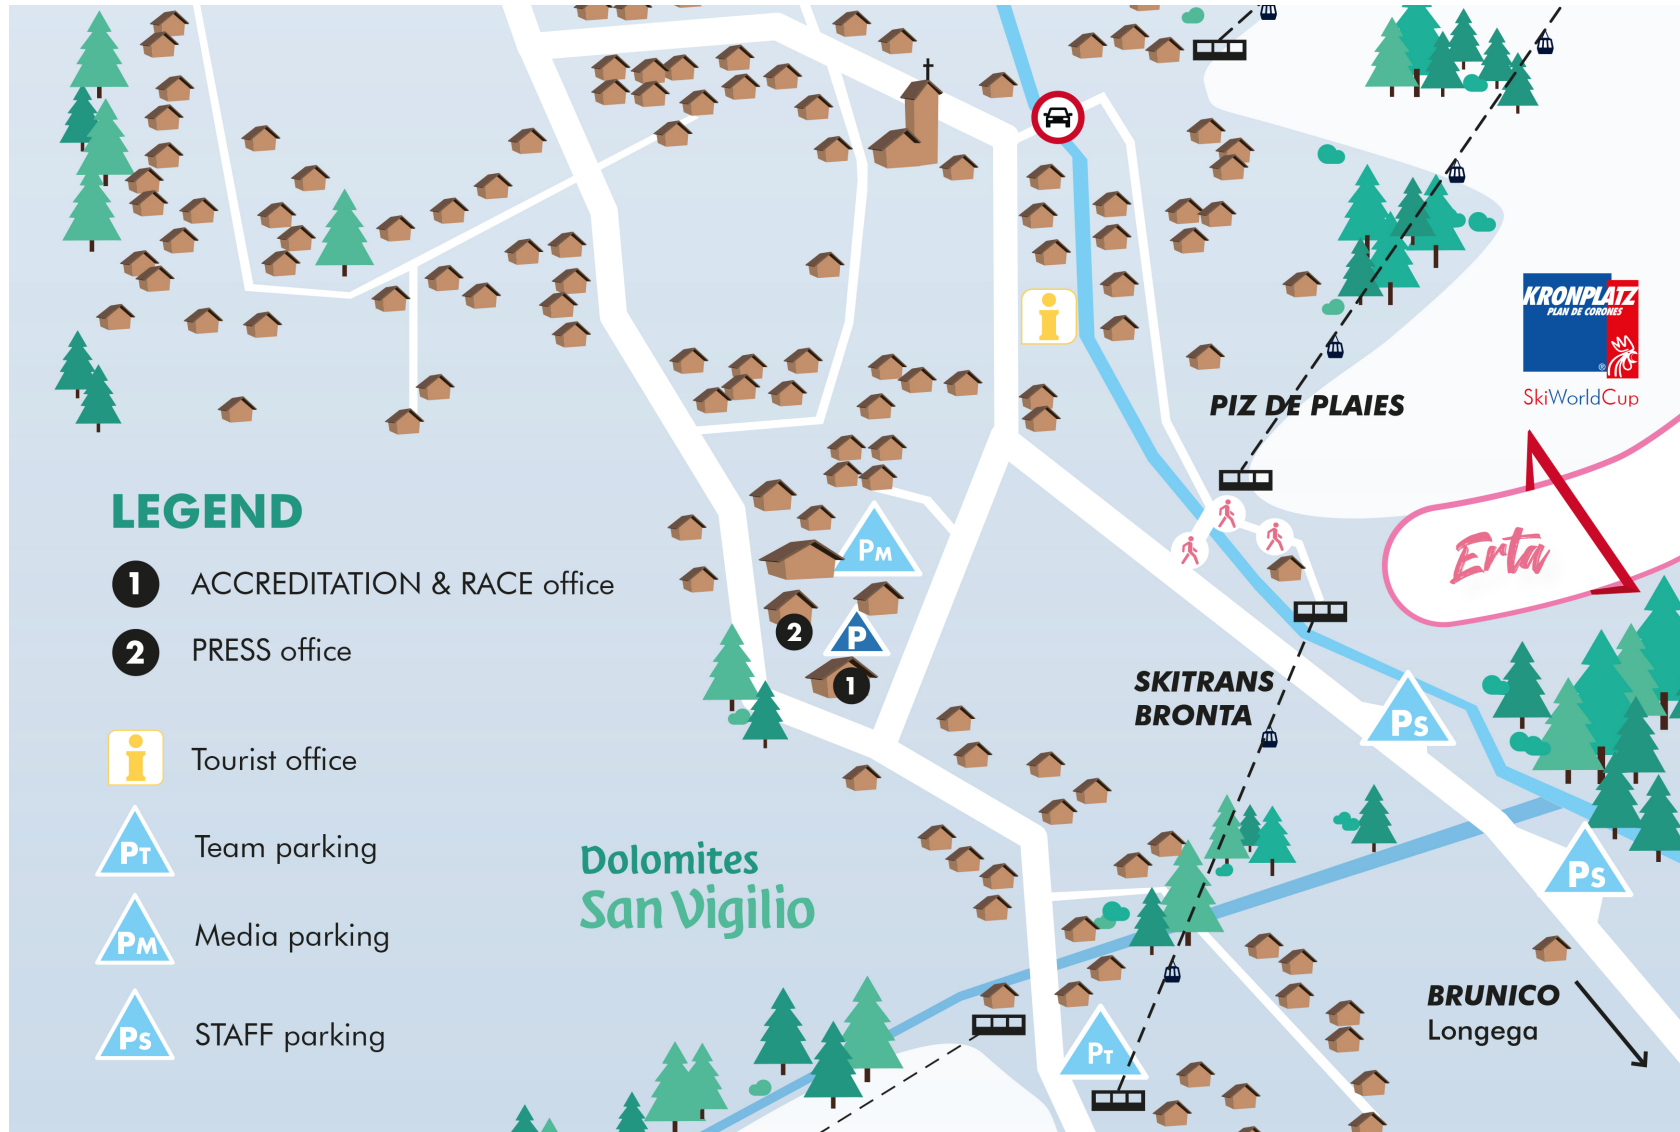 KRONPLATZ
PLAN DE CORONES
®
SkiWorldCup
PIZ DE PLAIES
Erta
LEGEND
1 ACCREDITATION & RACE office
2 PRESS office
i Tourist office
PT Team parking
PM Media parking
PS STAFF parking
i
PM
2
P
1
SKITRANS
BRONTA
PS
PS
Dolomites
San Vigilio
PT
BRUNICO
Longega